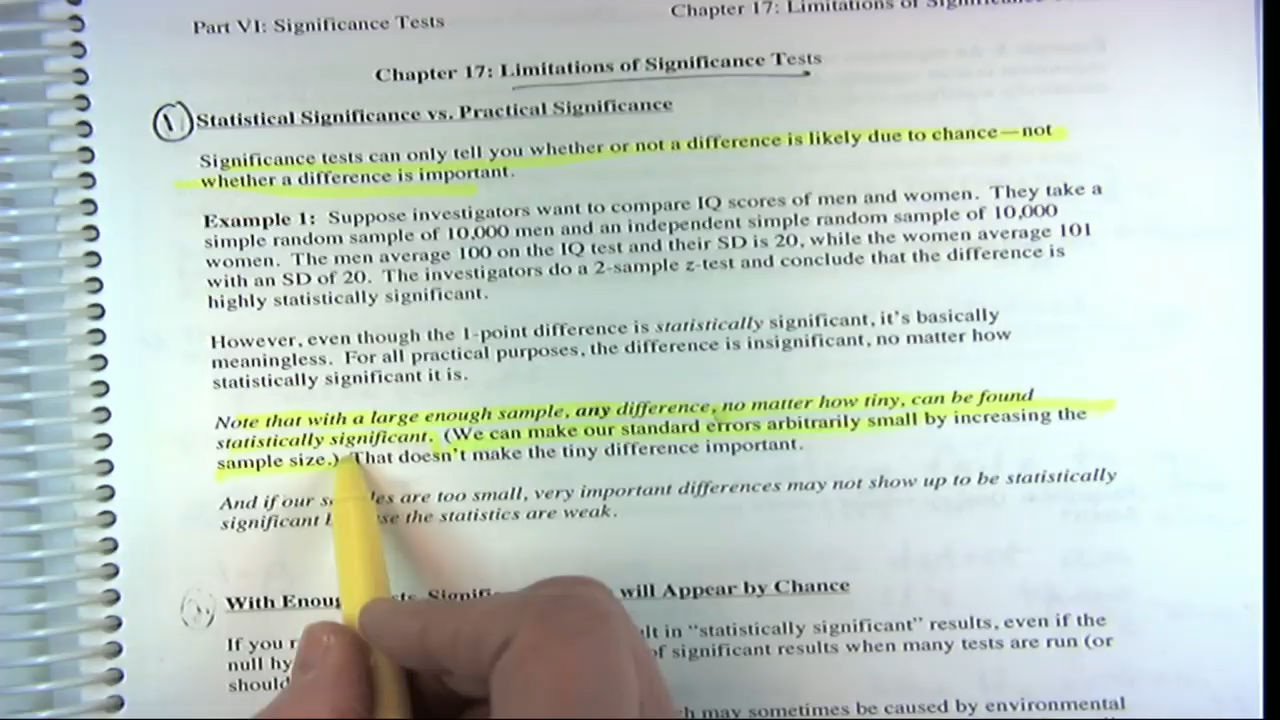 Part VI: Significance Tests
Chapter 17: Limitations of
Chapter 17: Limitations of Significance Tests
1. Statistical Significance vs. Practical Significance
Significance tests can only tell you whether or not a difference is likely due to chance—not
whether a difference is important.
Example 1: Suppose investigators want to compare IQ scores of men and women. They take a
simple random sample of 10,000 men and an independent simple random sample of 10,000
women. The men average 100 on the IQ test and their SD is 20, while the women average 101
with an SD of 20. The investigators do a 2-sample z-test and conclude that the difference is
highly statistically significant.
However, even though the 1-point difference is statistically significant, it's basically
meaningless. For all practical purposes, the difference is insignificant, no matter how
statistically significant it is.
Note that with a large enough sample, any difference, no matter how tiny, can be found
statistically significant. (We can make our standard errors arbitrarily small by increasing the
sample size.) That doesn't make the tiny difference important.
And if our are too small, very important differences may not show up to be statistically
significant the statistics are weak.
With will Appear by Chance
If you in “statistically significant” results, even if the
null of significant results when many tests are run (or
should
may sometimes be caused by environmental